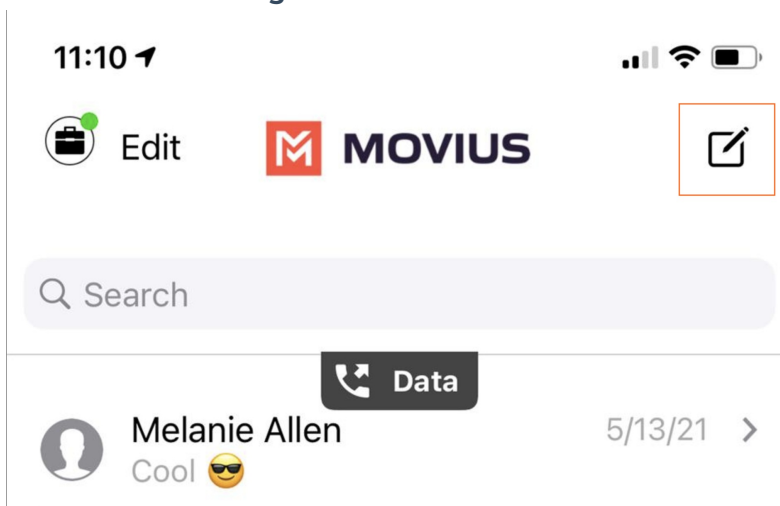 11:10
Edit
MOVIUS
Search
Data
Melanie Allen
5/13/21
Cool 😎